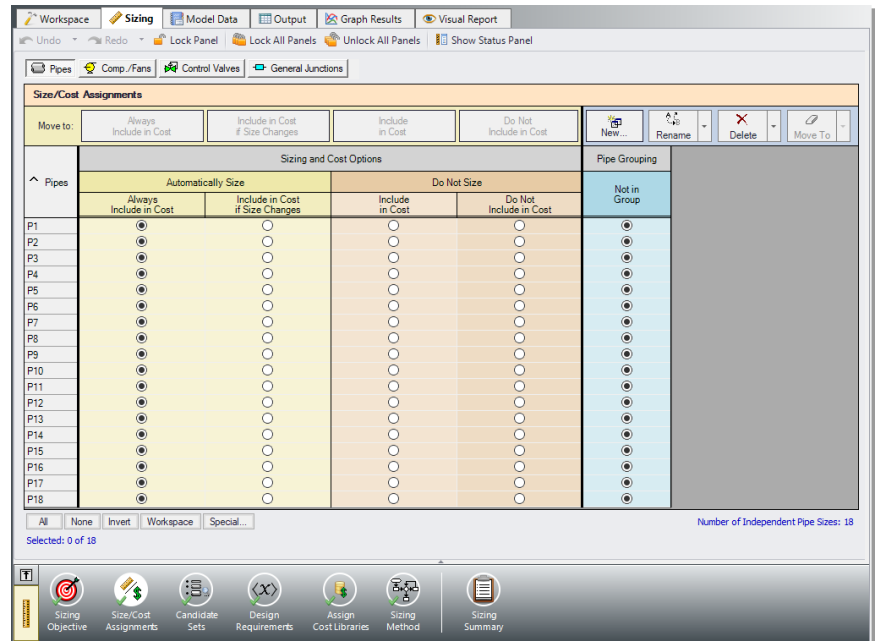 Workspace Sizing Model Data Output Graph Results Visual Report
Undo Redo Lock Panel Lock All Panels Unlock All Panels Show Status Panel
Pipes Comp./Fans Control Valves General Junctions
Size/Cost Assignments
Move to:
Always
Include in Cost
Include in Cost
if Size Changes
Include
in Cost
Do Not
Include in Cost
New...
Rename
Delete
Move To
Pipes
Sizing and Cost Options
Pipe Grouping
Automatically Size
Do Not Size
Always
Include in Cost
Include in Cost
if Size Changes
Include
in Cost
Do Not
Include in Cost
Not in
Group
P1
P2
P3
P4
P5
P6
P7
P8
P9
P10
P11
P12
P13
P14
P15
P16
P17
P18
All None Invert Workspace Special...
Number of Independent Pipe Sizes: 18
Selected: 0 of 18
Sizing
Objective
Size/Cost
Assignments
Candidate
Sets
Design
Requirements
Assign
Cost Libraries
Sizing
Method
Sizing
Summary